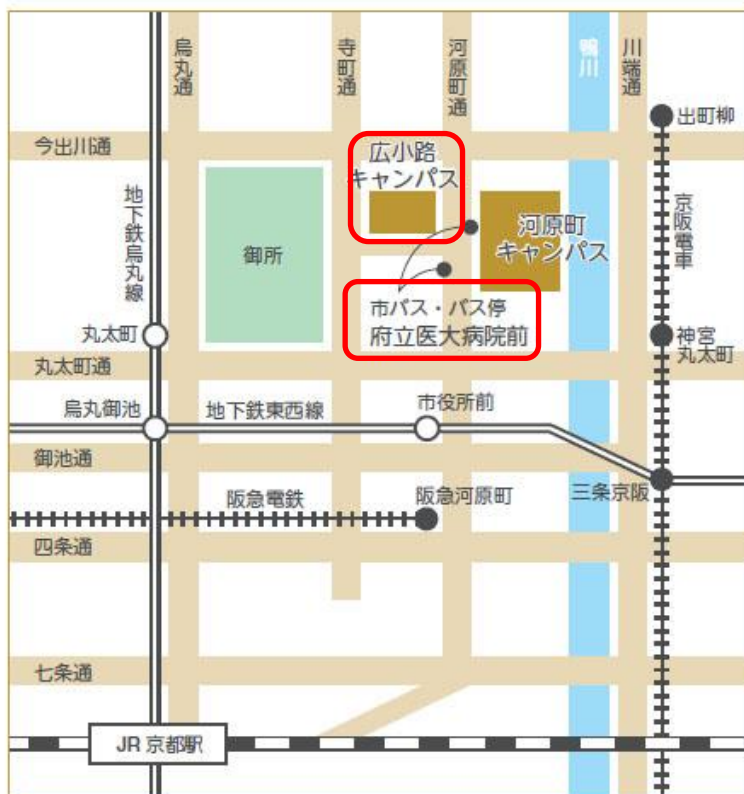 烏丸通
寺町通
河原町通
鴨川
川端通
出町柳
今出川通
広小路
キャンパス
地下鉄烏丸線
京阪電車
河原町
キャンパス
御所
市バス・バス停
府立医大病院前
丸太町
神宮
丸太町
丸太町通
烏丸御池
地下鉄東西線
市役所前
御池通
三条京阪
阪急電鉄
阪急河原町
四条通
七条通
JR 京都駅